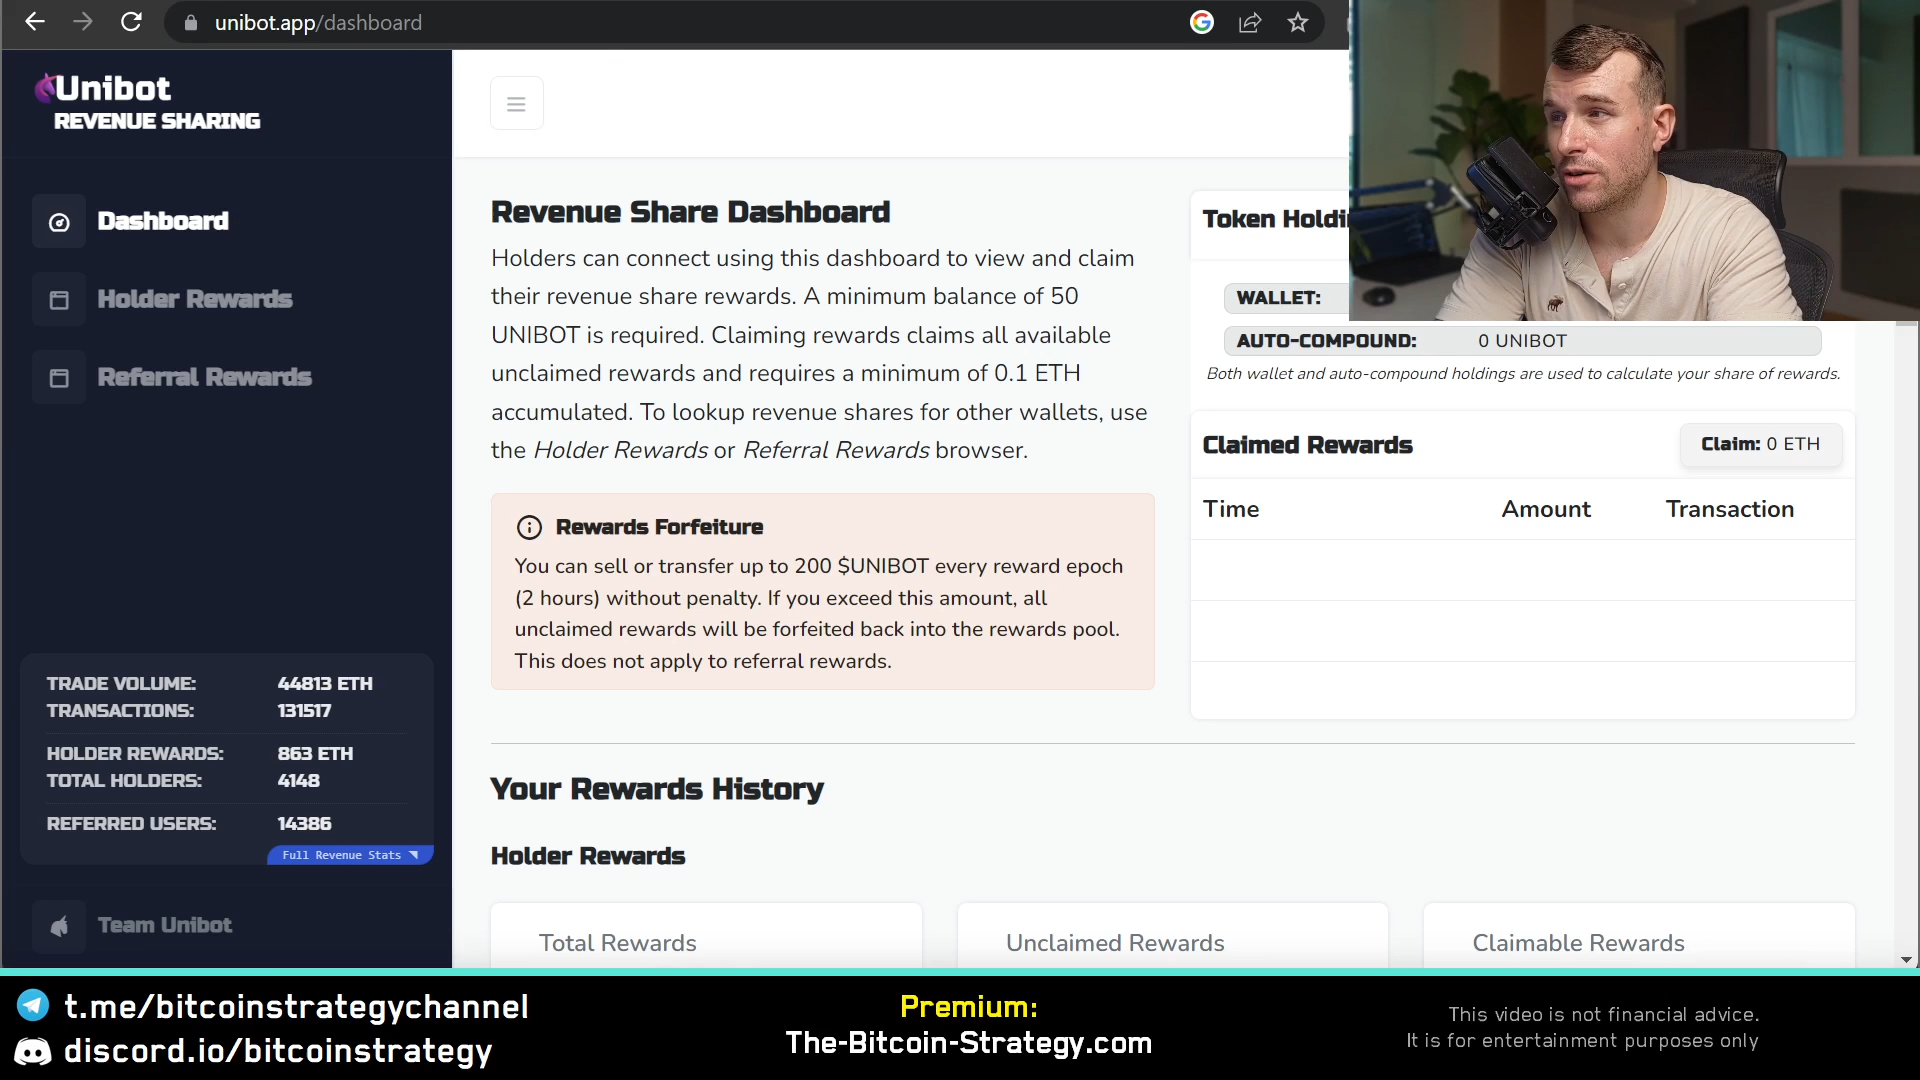 unibot.app/dashboard
Unibot
REVENUE SHARING
Dashboard
Holder Rewards
Referral Rewards
TRADE VOLUME: 44813 ETH
TRANSACTIONS: 131517
HOLDER REWARDS: 863 ETH
TOTAL HOLDERS: 4148
REFERRED USERS: 14386
Full Revenue Stats
Team Unibot
Revenue Share Dashboard
Holders can connect using this dashboard to view and claim
their revenue share rewards. A minimum balance of 50
UNIBOT is required. Claiming rewards claims all available
unclaimed rewards and requires a minimum of 0.1 ETH
accumulated. To lookup revenue shares for other wallets, use
the Holder Rewards or Referral Rewards browser.
Rewards Forfeiture
You can sell or transfer up to 200 $UNIBOT every reward epoch
(2 hours) without penalty. If you exceed this amount, all
unclaimed rewards will be forfeited back into the rewards pool.
This does not apply to referral rewards.
Token
WALLET:
AUTO-COMPOUND: 0 UNIBOT
Both wallet and auto-compound holdings are used to calculate your share of rewards.
Claimed Rewards
Claim: 0 ETH
Time Amount Transaction
Your Rewards History
Holder Rewards
Total Rewards
Unclaimed Rewards
Claimable Rewards
t.me/bitcoinstrategychannel
discord.io/bitcoinstrategy
Premium:
The-Bitcoin-Strategy.com
This video is not financial advice.
It is for entertainment purposes only